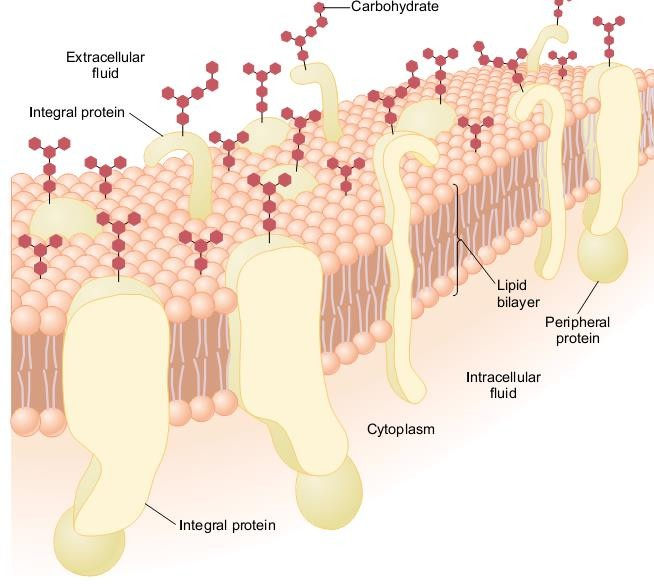 Carbohydrate
Extracellular
fluid
Integral protein
Lipid
bilayer
Peripheral
protein
Intracellular
fluid
Cytoplasm
Integral protein